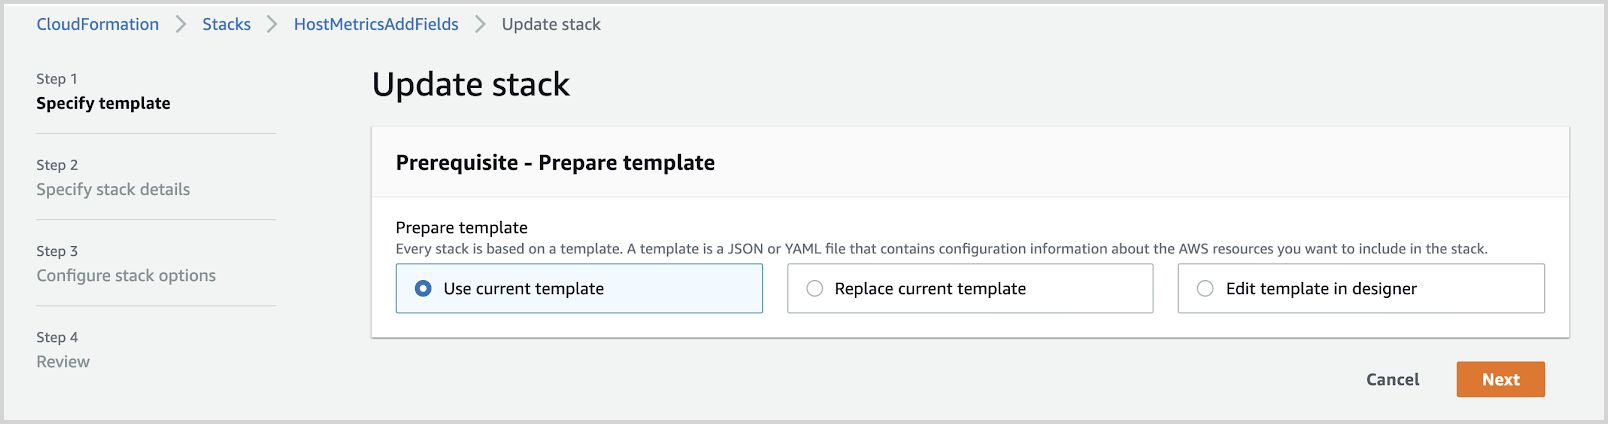 CloudFormation > Stacks > HostMetricsAddFields > Update stack
Step 1
Specify template
Step 2
Specify stack details
Step 3
Configure stack options
Step 4
Review
Update stack
Prerequisite - Prepare template
Prepare template
Every stack is based on a template. A template is a JSON or YAML file that contains configuration information about the AWS resources you want to include in the stack.
Use current template
Replace current template
Edit template in designer
Cancel
Next